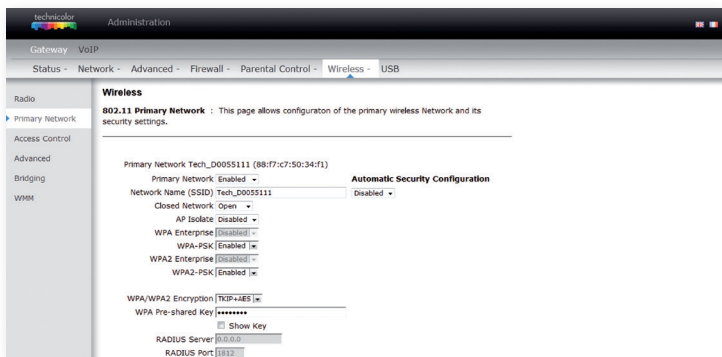 technicolor
Administration
Gateway VoIP
Status - Network - Advanced - Firewall - Parental Control - Wireless - USB
Radio
Primary Network
Access Control
Advanced
Bridging
WMM
Wireless
802.11 Primary Network : This page allows configuraton of the primary wireless Network and its
security settings.
Primary Network Tech_D0055111 (88:f7:c7:50:34:f1)
Primary Network Enabled
Automatic Security Configuration
Network Name (SSID) Tech_D0055111
Disabled
Closed Network Open
AP Isolate Disabled
WPA Enterprise Disabled
WPA-PSK Enabled
WPA2 Enterprise Disabled
WPA2-PSK Enabled
WPA/WPA2 Encryption TKIP+AES
WPA Pre-shared Key ••••••••
Show Key
RADIUS Server 0.0.0.0
RADIUS Port 1812